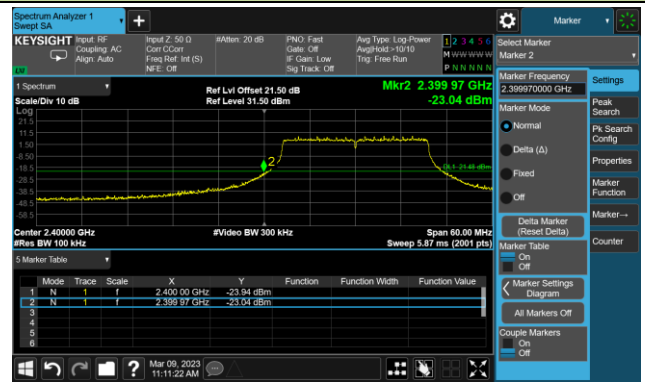 Spectrum Analyzer 1
Swept SA
+
Marker
KEYSIGHT
Input: RF
Coupling: AC
Align: Auto
Input Z: 50 Ω
Corr CCorr
Freq Ref: Int (S)
NFE: Off
#Atten: 20 dB
PNO: Fast
Gate: Off
IF Gain: Low
Sig Track: Off
Avg Type: Log-Power
Avg|Hold:>10/10
Trig: Free Run
1 2 3 4 5 6
M W W W W W
P N N N N N
Select Marker
Marker 2
1 Spectrum
Scale/Div 10 dB
Log
Ref Lvl Offset 21.50 dB
Ref Level 31.50 dBm
Mkr2 2.399 97 GHz
-23.04 dBm
21.5
11.5
1.50
-8.50
-18.5
-28.5
-38.5
-48.5
-58.5
2
DL1 -21.43 dBm
Center 2.40000 GHz
#Res BW 100 kHz
#Video BW 300 kHz
Span 60.00 MHz
Sweep 5.87 ms (2001 pts)
5 Marker Table
Mode Trace Scale X Y Function Function Width Function Value
1 N 1 f 2.400 00 GHz -23.94 dBm
2 N 1 f 2.399 97 GHz -23.04 dBm
3
4
5
6
Marker Frequency
2.399970000 GHz
Marker Mode
Normal
Delta (Δ)
Fixed
Off
Delta Marker
(Reset Delta)
Marker Table
On
Off
Marker Settings
Diagram
All Markers Off
Couple Markers
On
Off
Settings
Peak
Search
Pk Search
Config
Properties
Marker
Function
Marker→
Counter
?
Mar 09, 2023
11:11:22 AM